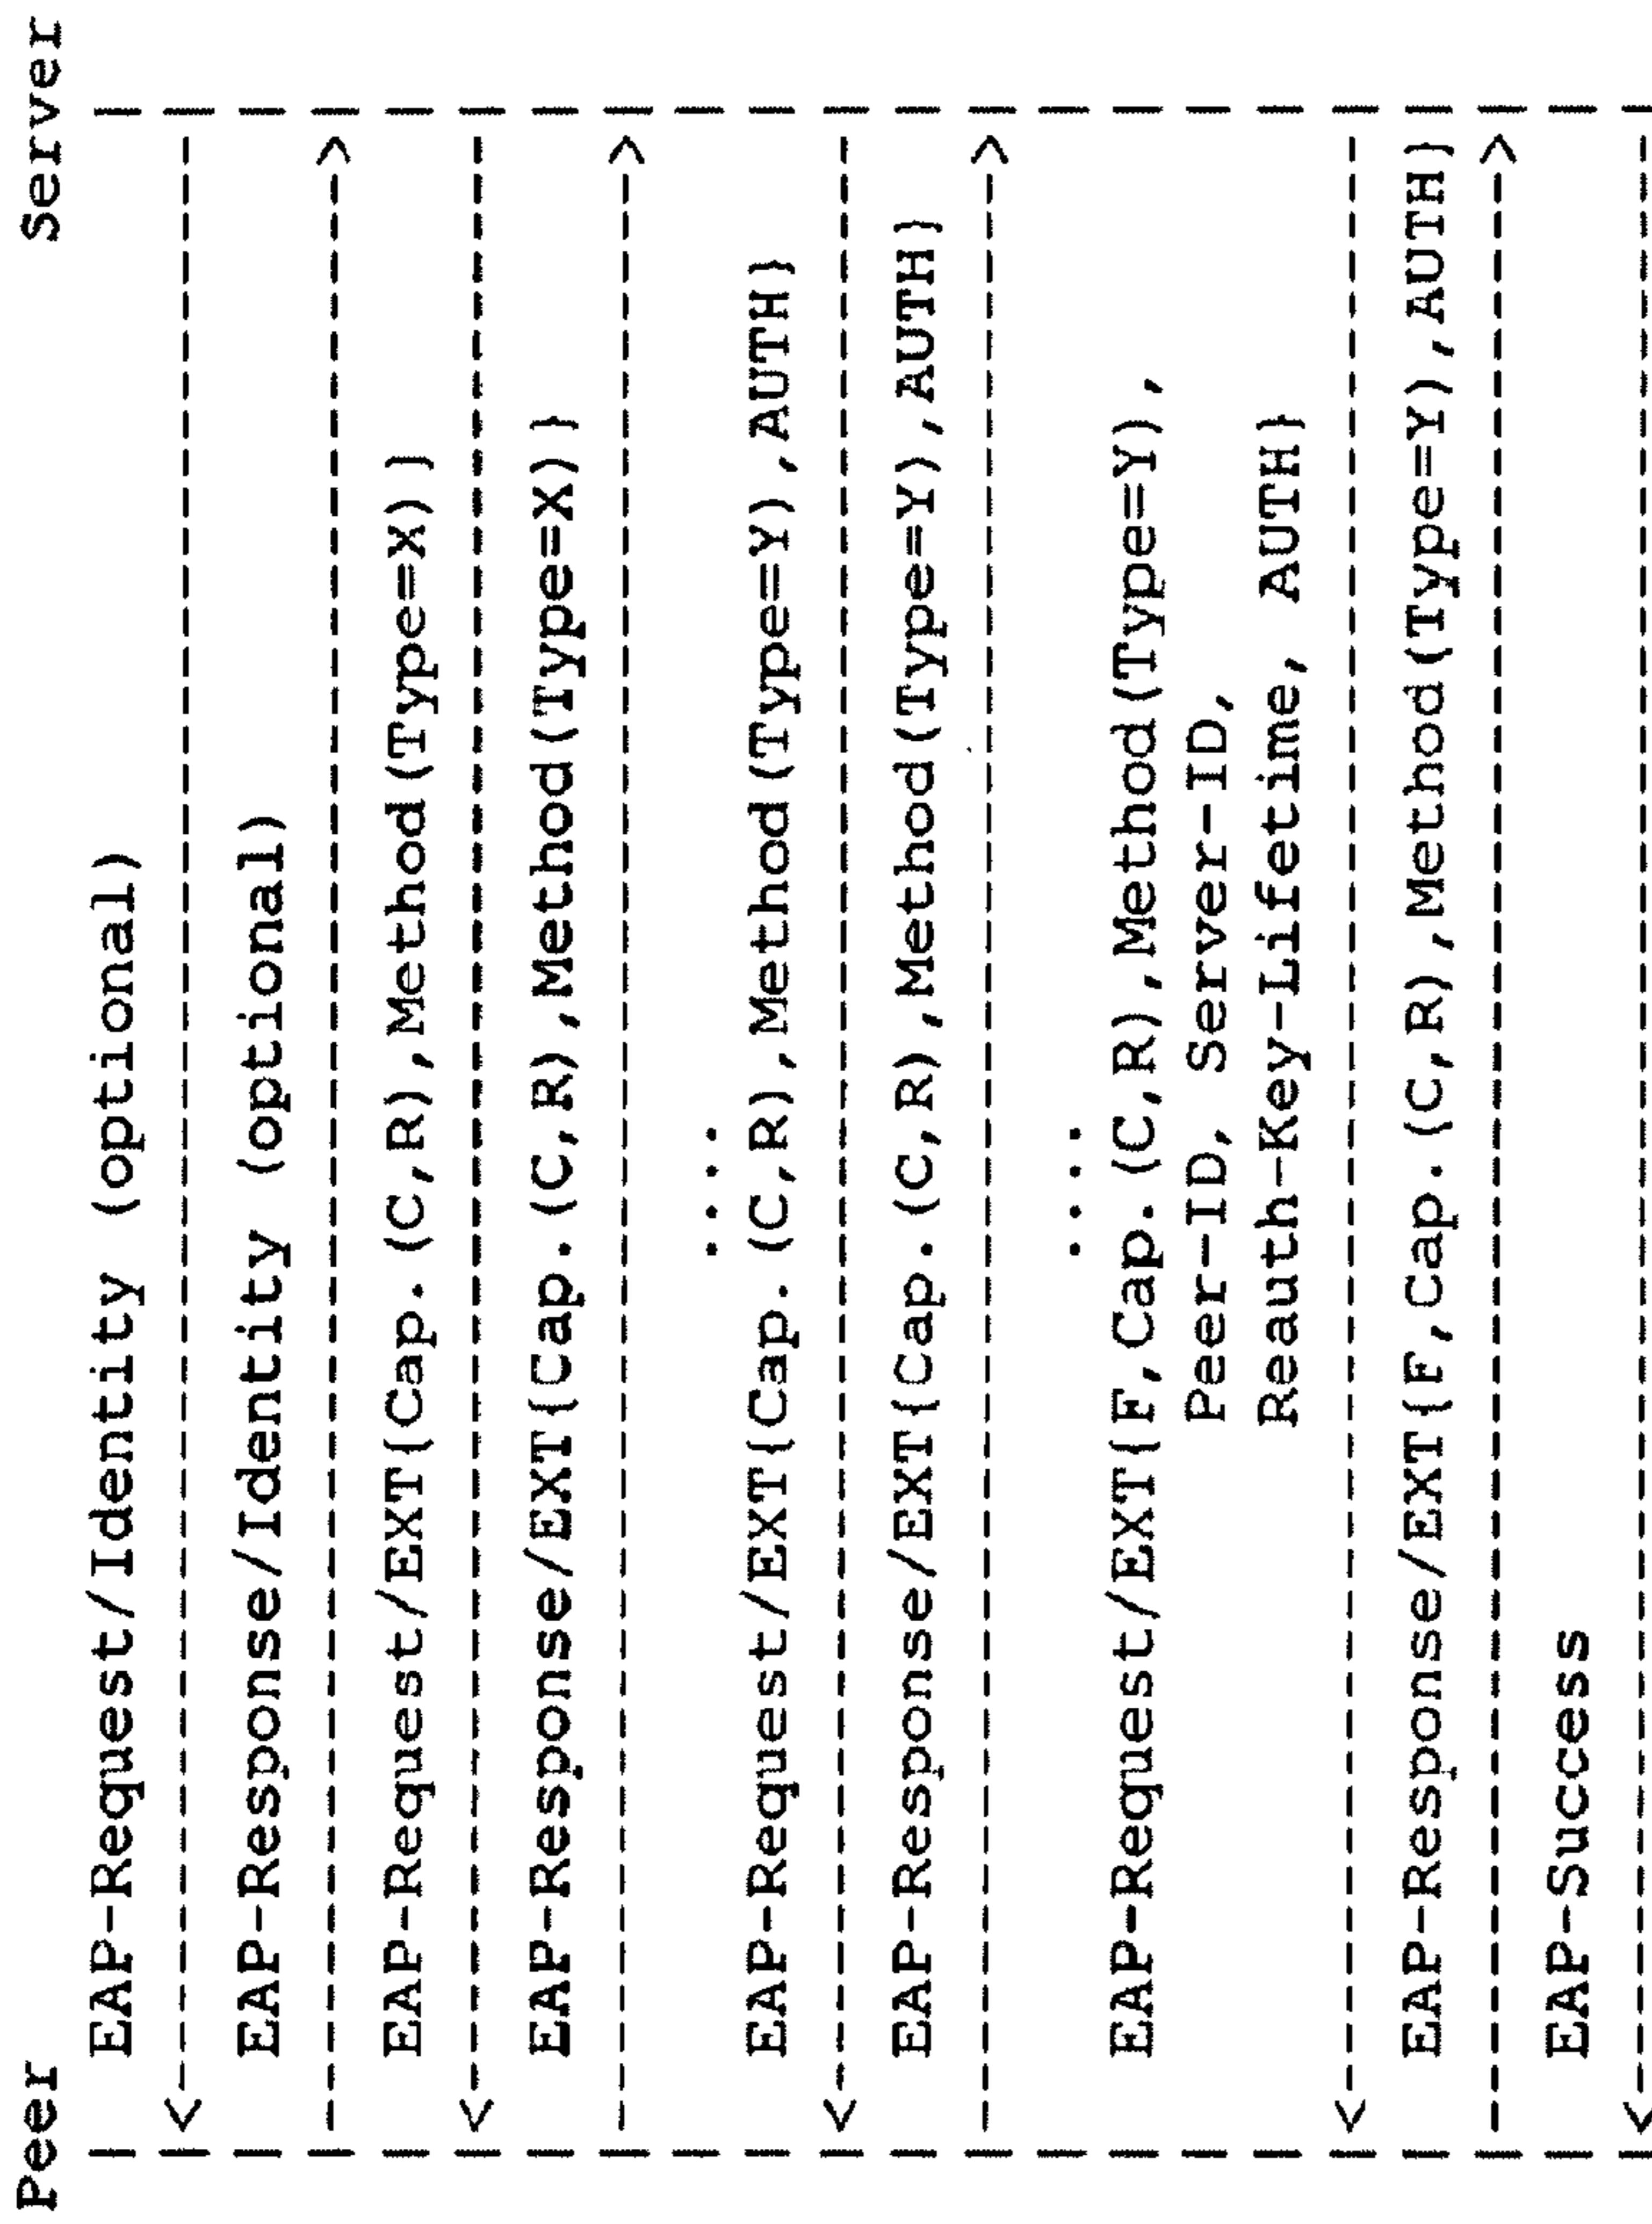 Peer Server
| EAP-Request/Identity (optional) |
|<------------------------------------------------|
| EAP-Response/Identity (optional) |
|------------------------------------------------>|
| EAP-Request/EXT{Cap.(C,R),Method(Type=X)} |
|<------------------------------------------------|
| EAP-Response/EXT{Cap.(C,R),Method(Type=X)} |
|------------------------------------------------>|
| .... |
| EAP-Request/EXT{Cap.(C,R),Method(Type=Y),AUTH} |
|<------------------------------------------------|
| EAP-Response/EXT{Cap.(C,R),Method(Type=Y),AUTH} |
|------------------------------------------------>|
| .... |
| EAP-Request/EXT{F,Cap.(C,R),Method(Type=Y), |
| Peer-ID, Server-ID, |
| Reauth-Key-Lifetime, AUTH} |
|<------------------------------------------------|
| EAP-Response/EXT{F,Cap.(C,R),Method(Type=Y),AUTH} |
|------------------------------------------------>|
| EAP-Success |
|<------------------------------------------------|